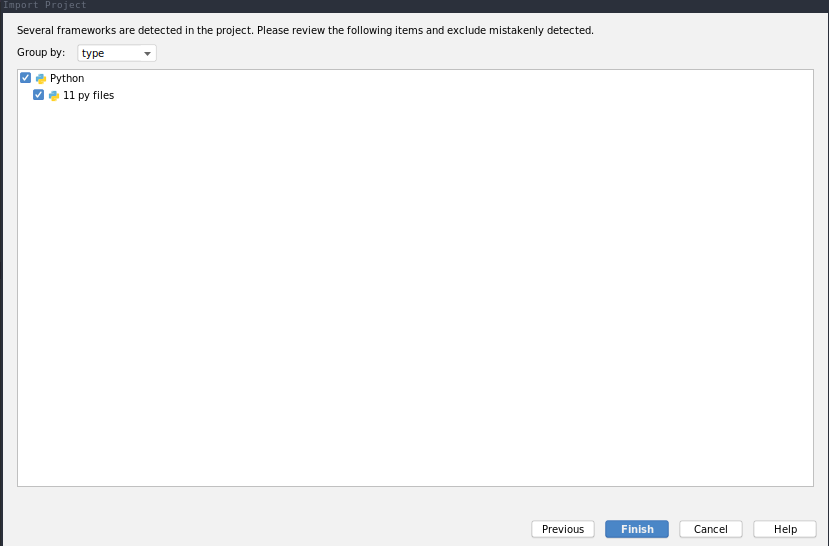 Import Project
Several frameworks are detected in the project. Please review the following items and exclude mistakenly detected.
Group by: type
Python
11 py files
Previous Finish Cancel Help